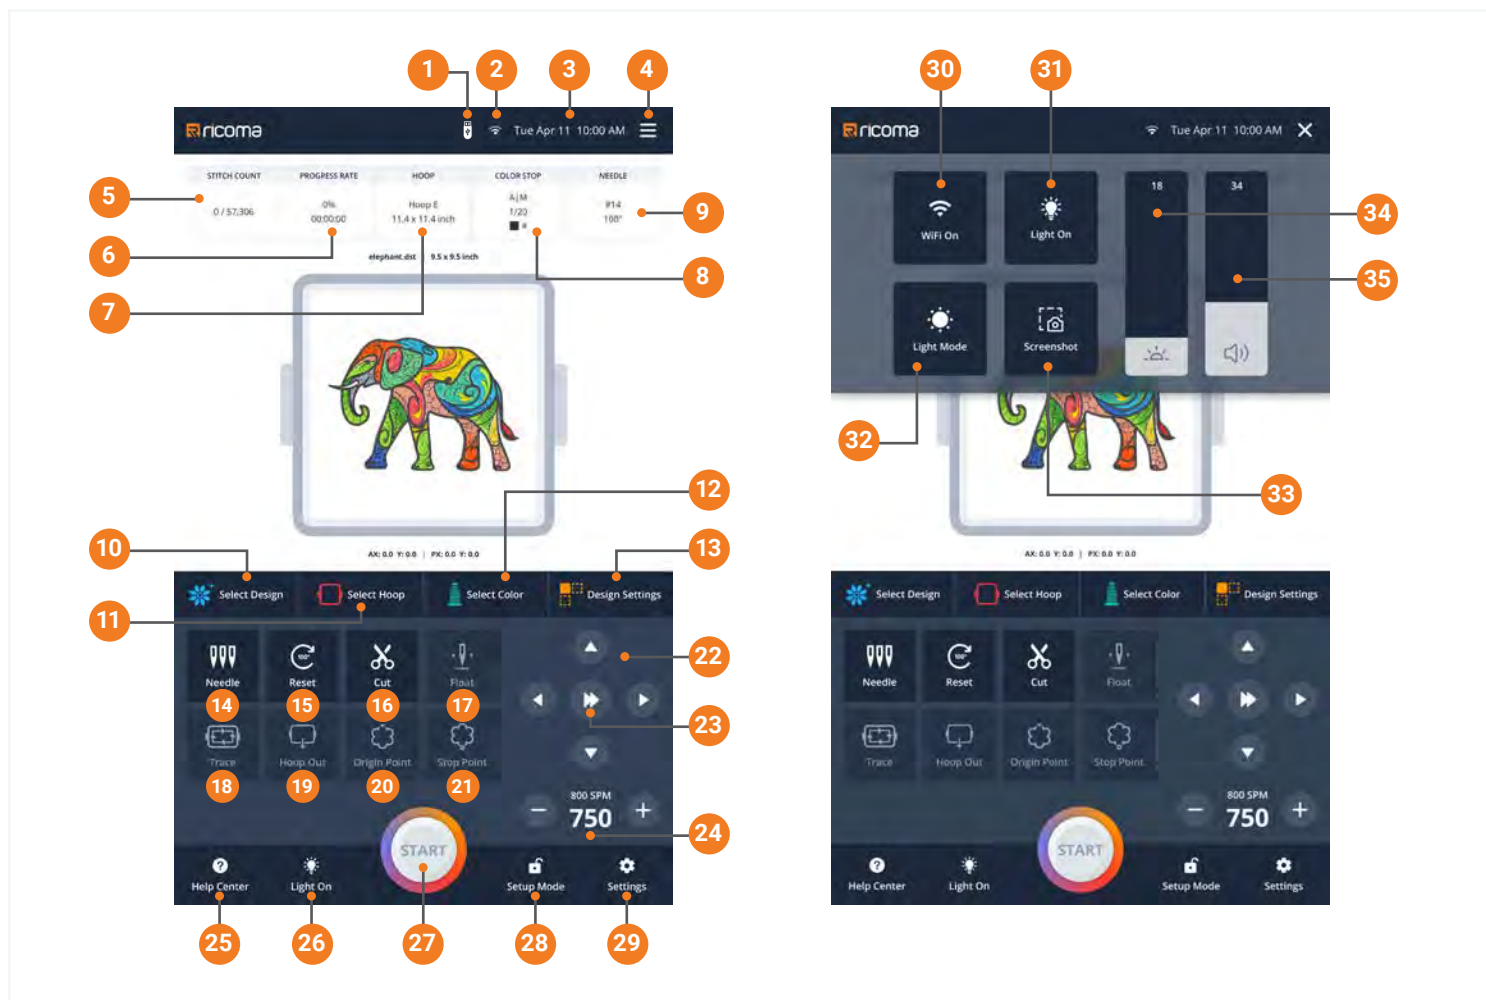 1 2 3 4
ricoma Tue Apr 11 10:00 AM
STITCH COUNT PROGRESS RATE HOOP COLOR STOP NEEDLE
5 0 / 57,306 0% Hoop E A|M #14 9
00:00:00 11.4 x 11.4 inch 1/20 100°
6 8
elephant.dst | 9.5 x 9.5 inch
7
12
10 13
AX: 0.0 Y: 0.0 | PX: 0.0 Y: 0.0
Select Design Select Hoop Select Color Design Settings
11
100°
Needle Reset Cut Float 22
14 15 16 17
23
Trace Hoop Out Origin Point Stop Point
18 19 20 21
800 SPM
750
24
START
Help Center Light On Setup Mode Settings
25 26 27 28 29
30 31
ricoma Tue Apr 11 10:00 AM
18 34
WiFi On Light On 34
35
Light Mode Screenshot
32
33
AX: 0.0 Y: 0.0 | PX: 0.0 Y: 0.0
Select Design Select Hoop Select Color Design Settings
100°
Needle Reset Cut Float
Trace Hoop Out Origin Point Stop Point
800 SPM
750
START
Help Center Light On Setup Mode Settings